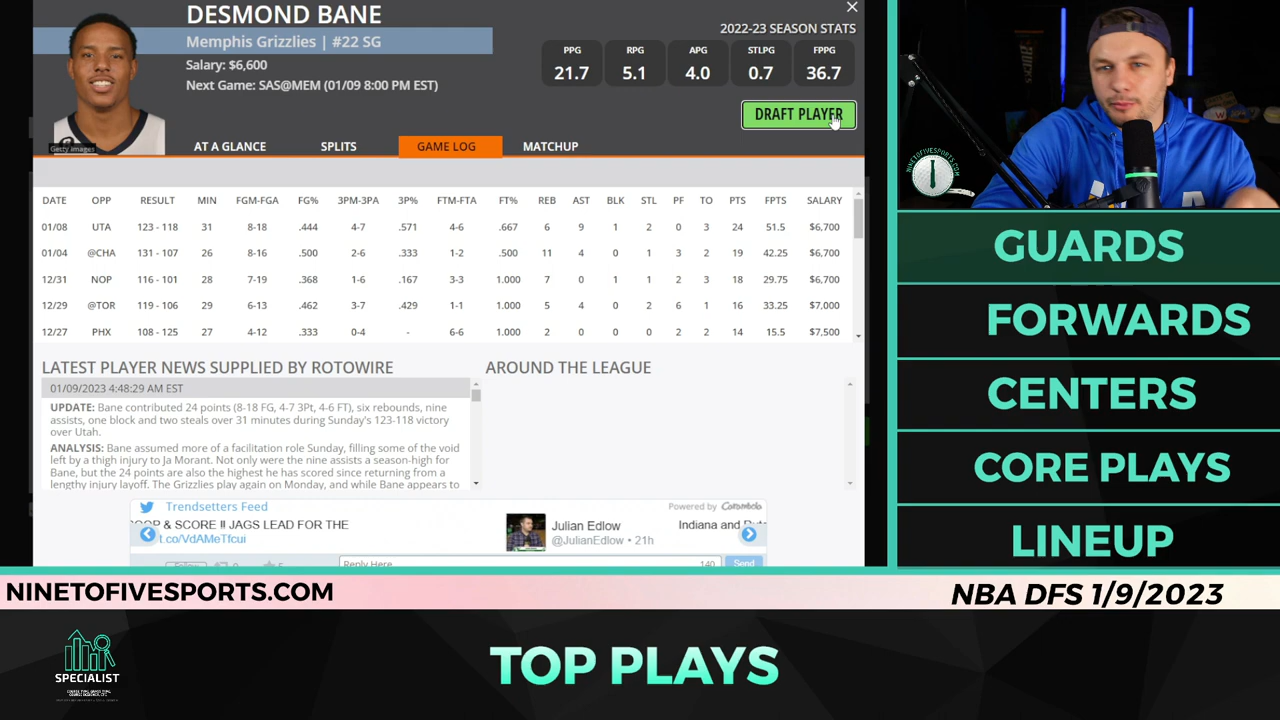 DESMOND BANE
Memphis Grizzlies | #22 SG
Salary: $6,600
Next Game: SAS@MEM (01/09 8:00 PM EST)
Getty Images
2022-23 SEASON STATS
PPG RPG APG STLPG FPPG
21.7 5.1 4.0 0.7 36.7
DRAFT PLAYER
AT A GLANCE SPLITS GAME LOG MATCHUP
DATE OPP RESULT MIN FGM-FGA FG% 3PM-3PA 3P% FTM-FTA FT% REB AST BLK STL PF TO PTS FPTS SALARY
01/08 UTA 123 - 118 31 8-18 .444 4-7 .571 4-6 .667 6 9 1 2 0 3 24 51.5 $6,700
01/04 @CHA 131 - 107 26 8-16 .500 2-6 .333 1-2 .500 11 4 0 1 3 2 19 42.25 $6,700
12/31 NOP 116 - 101 28 7-19 .368 1-6 .167 3-3 1.000 7 0 1 1 2 3 18 29.75 $6,700
12/29 @TOR 119 - 106 29 6-13 .462 3-7 .429 1-1 1.000 5 4 0 2 6 1 16 33.25 $7,000
12/27 PHX 108 - 125 27 4-12 .333 0-4 - 6-6 1.000 2 0 0 0 2 2 14 15.5 $7,500
LATEST PLAYER NEWS SUPPLIED BY ROTOWIRE
01/09/2023 4:48:29 AM EST
UPDATE: Bane contributed 24 points (8-18 FG, 4-7 3Pt, 4-6 FT), six rebounds, nine
assists, one block and two steals over 31 minutes during Sunday's 123-118 victory
over Utah.
ANALYSIS: Bane assumed more of a facilitation role Sunday, filling some of the void
left by a thigh injury to Ja Morant. Not only were the nine assists a season-high for
Bane, but the 24 points are also the highest he has scored since returning from a
lengthy injury layoff. The Grizzlies play again on Monday, and while Bane appears to
AROUND THE LEAGUE
Trendsetters Feed
Powered by
& SCORE !! JAGS LEAD FOR THE
t.co/VdAMeTfcui
Julian Edlow
@JulianEdlow • 21h
Indiana and
Reply Here
140
Send
NINETOFIVESPORTS.COM
GUARDS
FORWARDS
CENTERS
CORE PLAYS
LINEUP
NINETOFIVESPORTS.COM
NBA DFS 1/9/2023
SPECIALIST
TOP PLAYS